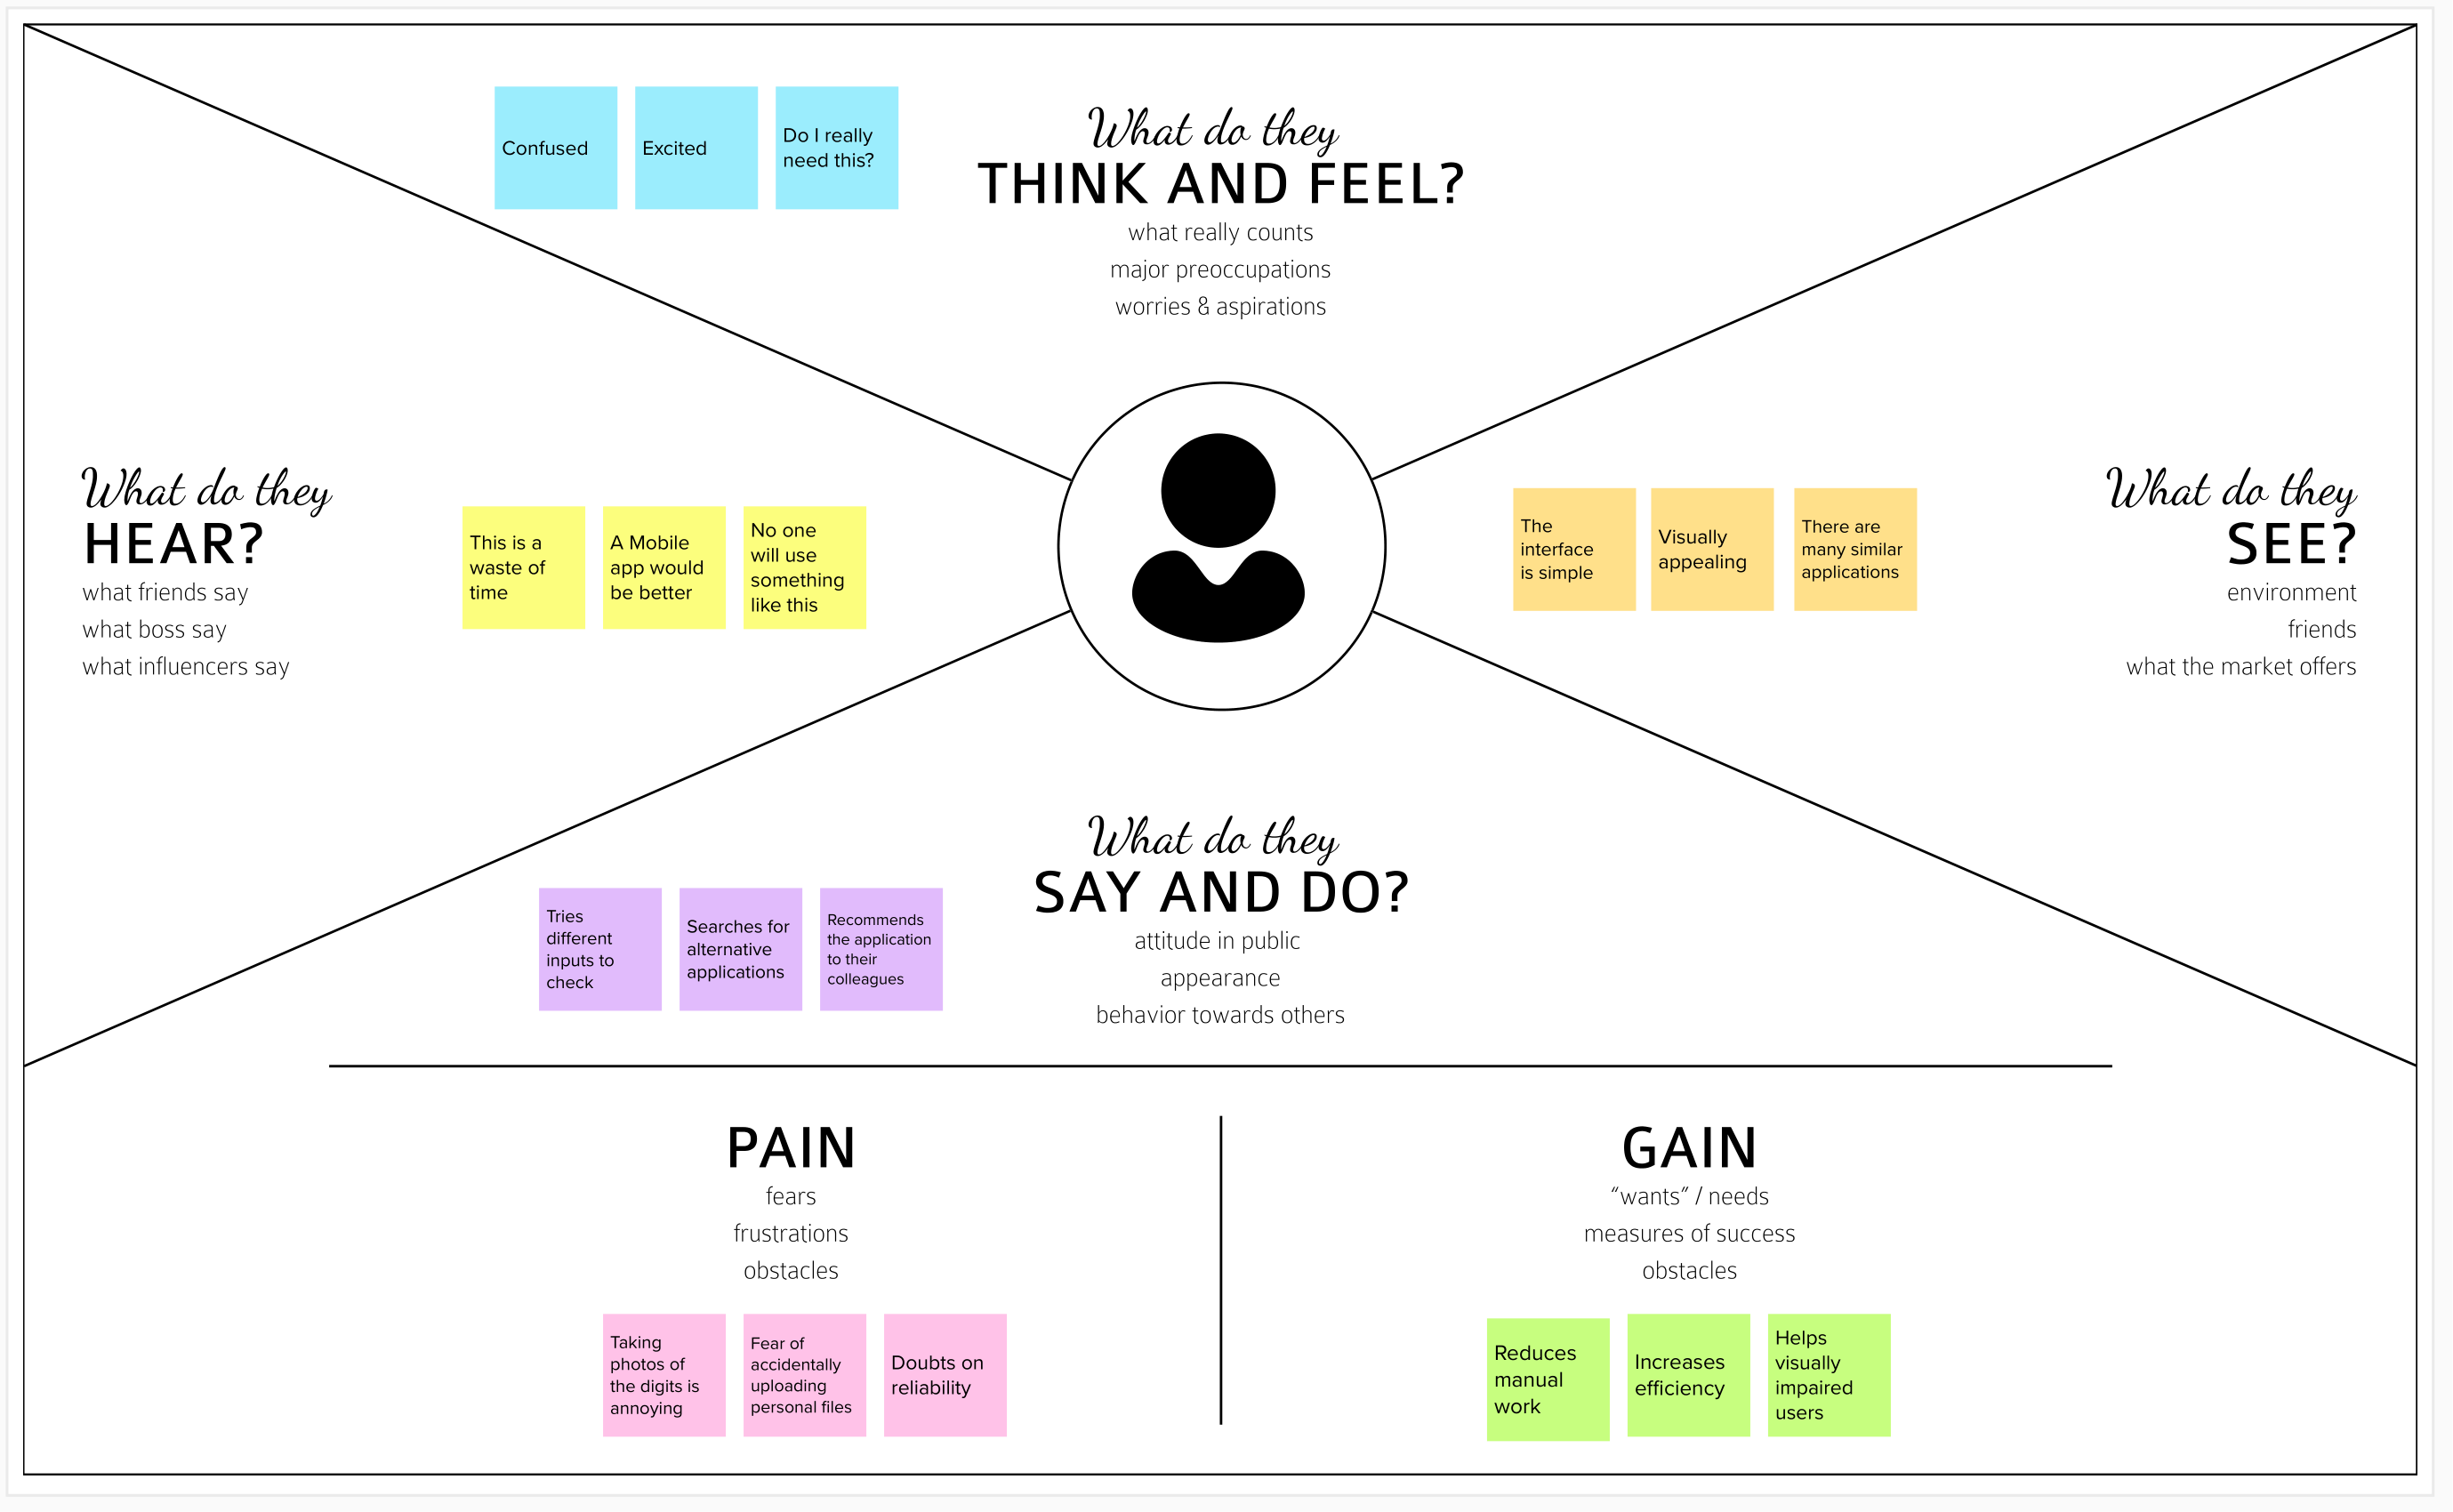 Confused
Excited
Do I really
need this?
What do they
THINK AND FEEL?
what really counts
major preoccupations
worries & aspirations
What do they
HEAR?
what friends say
what boss say
what influencers say
This is a
waste of
time
A Mobile
app would
be better
No one
will use
something
like this
The
interface
is simple
Visually
appealing
There are
many similar
applications
What do they
SEE?
environment
friends
what the market offers
What do they
SAY AND DO?
attitude in public
appearance
behavior towards others
Tries
different
inputs to
check
Searches for
alternative
applications
Recommends
the application
to their
colleagues
PAIN
fears
frustrations
obstacles
Taking
photos of
the digits is
annoying
Fear of
accidentally
uploading
personal files
Doubts on
reliability
GAIN
“wants” / needs
measures of success
obstacles
Reduces
manual
work
Increases
efficiency
Helps
visually
impaired
users